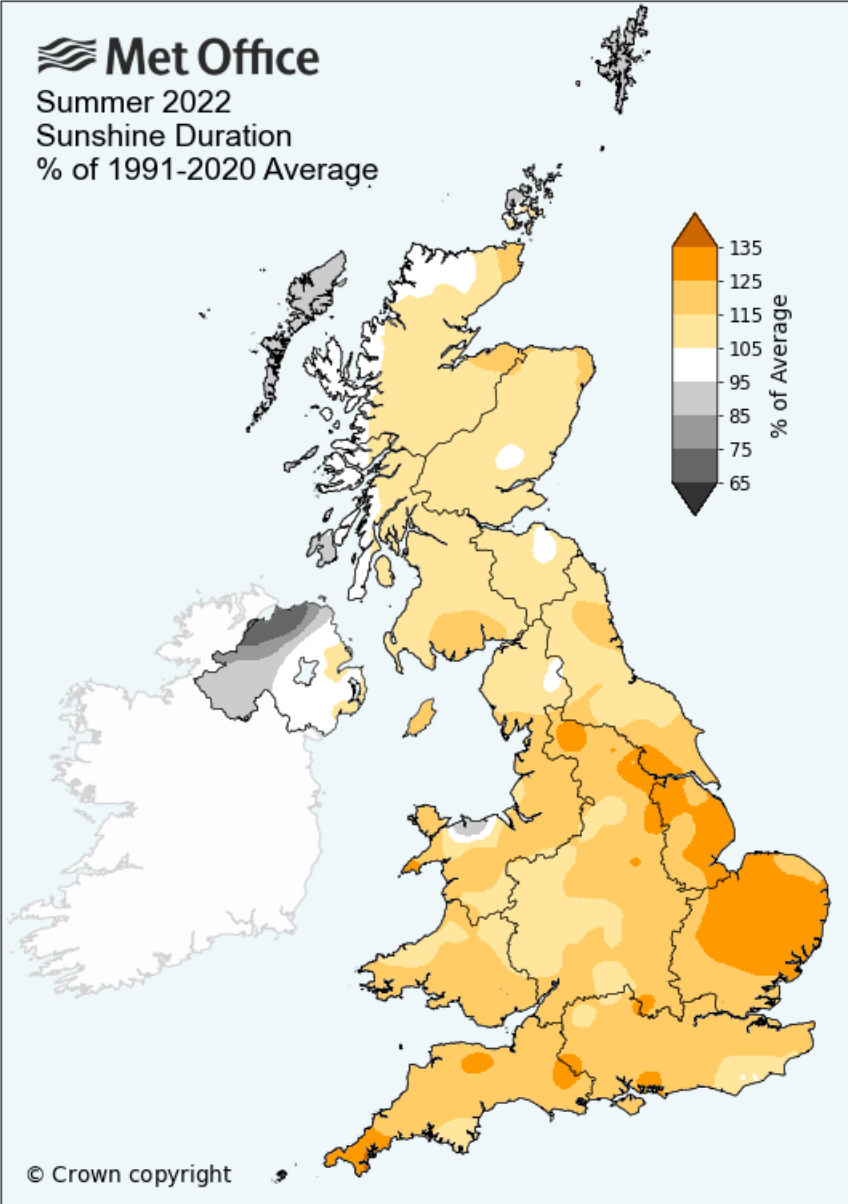 Met Office
Summer 2022
Sunshine Duration
% of 1991-2020 Average
135
125
115
105
95
85
75
65
% of Average
© Crown copyright